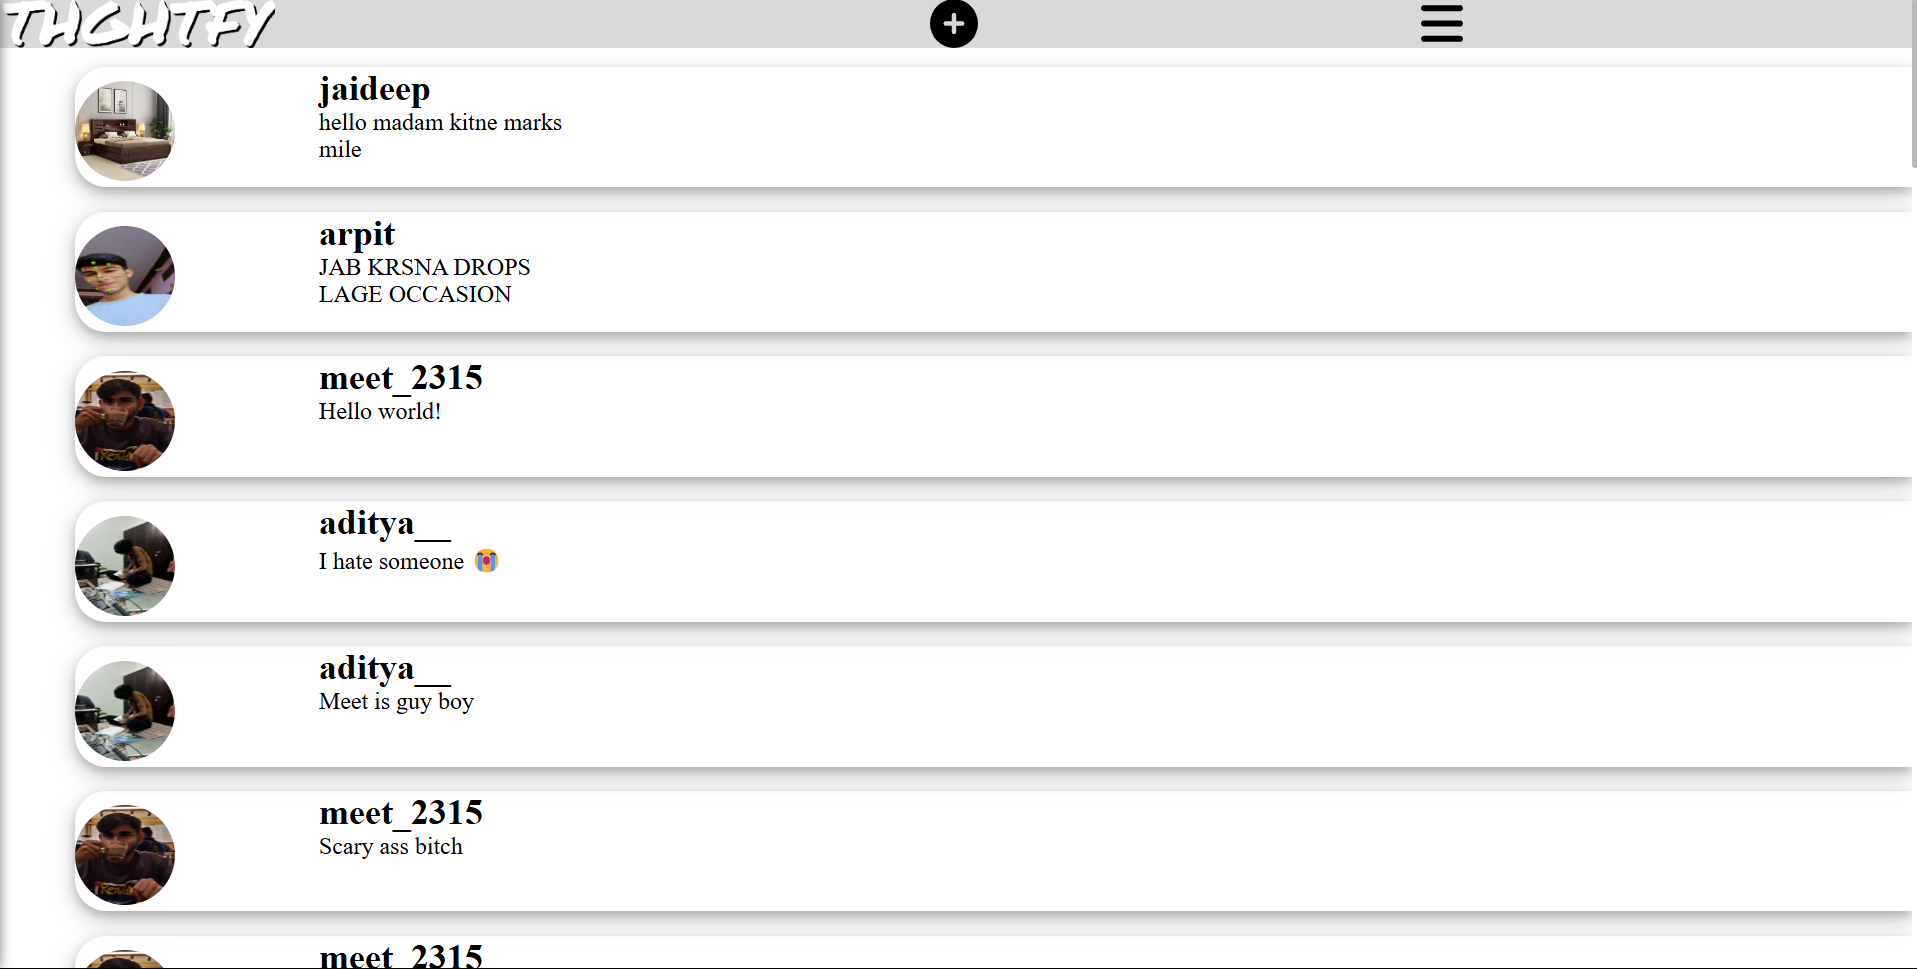 THGHTFY
jaideep
hello madam kitne marks
mile
arpit
JAB KRSNA DROPS
LAGE OCCASION
meet_2315
Hello world!
aditya__
I hate someone 😭
aditya__
Meet is guy boy
meet_2315
Scary ass bitch
meet_2315